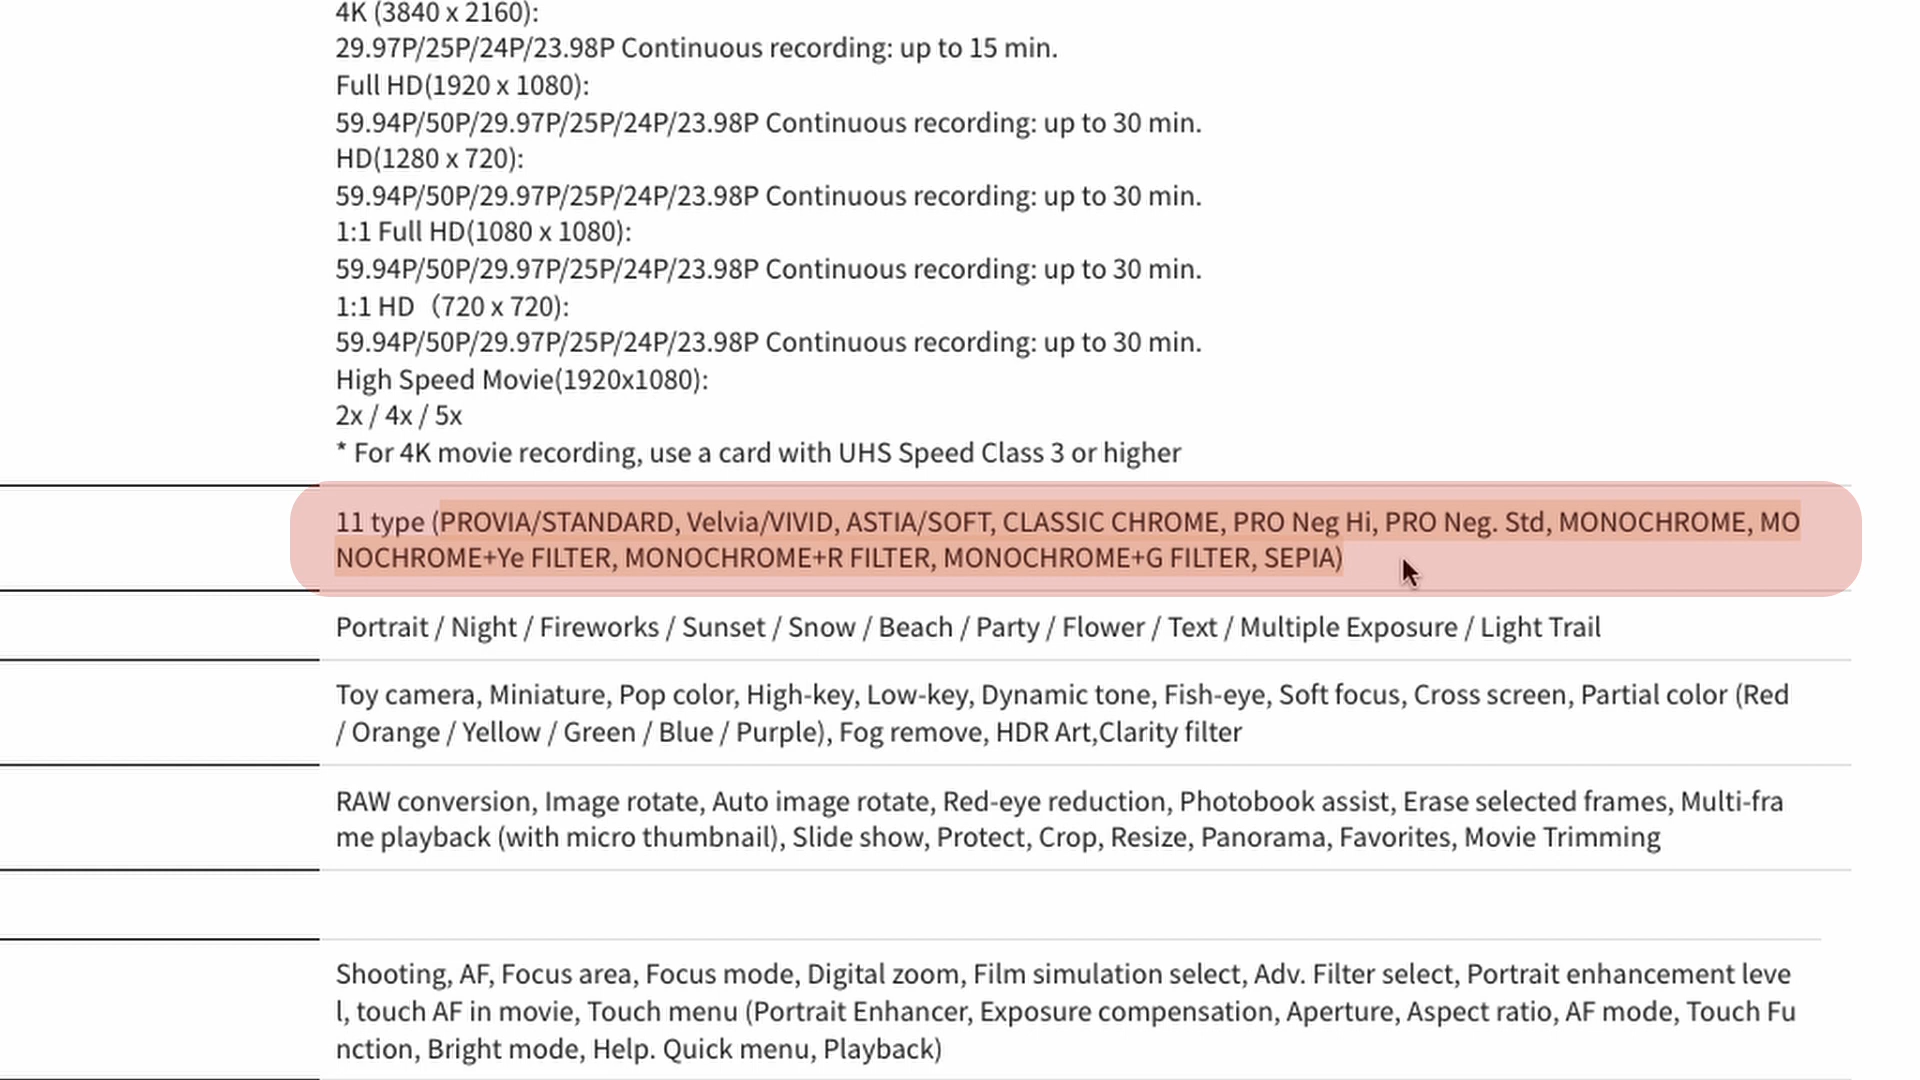 4K (3840 x 2160):
29.97P/25P/24P/23.98P Continuous recording: up to 15 min.
Full HD(1920 x 1080):
59.94P/50P/29.97P/25P/24P/23.98P Continuous recording: up to 30 min.
HD(1280 x 720):
59.94P/50P/29.97P/25P/24P/23.98P Continuous recording: up to 30 min.
1:1 Full HD(1080 x 1080):
59.94P/50P/29.97P/25P/24P/23.98P Continuous recording: up to 30 min.
1:1 HD（720 x 720):
59.94P/50P/29.97P/25P/24P/23.98P Continuous recording: up to 30 min.
High Speed Movie(1920x1080):
2x / 4x / 5x
* For 4K movie recording, use a card with UHS Speed Class 3 or higher
11 type (PROVIA/STANDARD, Velvia/VIVID, ASTIA/SOFT, CLASSIC CHROME, PRO Neg Hi, PRO Neg. Std, MONOCHROME, MO
NOCHROME+Ye FILTER, MONOCHROME+R FILTER, MONOCHROME+G FILTER, SEPIA)
Portrait / Night / Fireworks / Sunset / Snow / Beach / Party / Flower / Text / Multiple Exposure / Light Trail
Toy camera, Miniature, Pop color, High-key, Low-key, Dynamic tone, Fish-eye, Soft focus, Cross screen, Partial color (Red
/ Orange / Yellow / Green / Blue / Purple), Fog remove, HDR Art,Clarity filter
RAW conversion, Image rotate, Auto image rotate, Red-eye reduction, Photobook assist, Erase selected frames, Multi-fra
me playback (with micro thumbnail), Slide show, Protect, Crop, Resize, Panorama, Favorites, Movie Trimming
Shooting, AF, Focus area, Focus mode, Digital zoom, Film simulation select, Adv. Filter select, Portrait enhancement leve
l, touch AF in movie, Touch menu (Portrait Enhancer, Exposure compensation, Aperture, Aspect ratio, AF mode, Touch Fu
nction, Bright mode, Help. Quick menu, Playback)